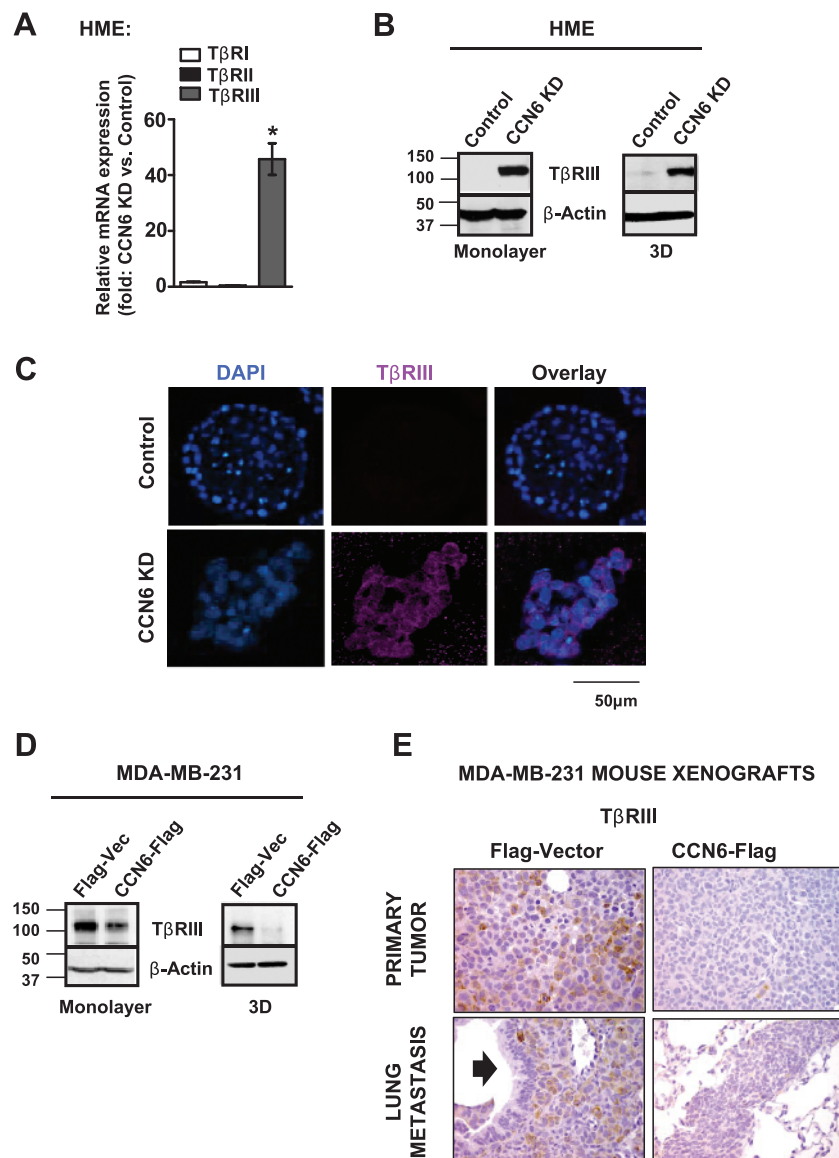 A
HME:
TβRI
TβRII
TβRIII
Relative mRNA expression
(fold: CCN6 KD vs. Control)
60
40
20
0
*
B
HME
Control
CCN6 KD
Control
CCN6 KD
150
100
TβRIII
50
37
β-Actin
Monolayer
3D
C
DAPI
TβRIII
Overlay
Control
CCN6 KD
50µm
D
MDA-MB-231
Flag-Vec
CCN6-Flag
Flag-Vec
CCN6-Flag
150
100
TβRIII
50
37
β-Actin
Monolayer
3D
E
MDA-MB-231 MOUSE XENOGRAFTS
TβRIII
Flag-Vector
CCN6-Flag
PRIMARY
TUMOR
LUNG
METASTASIS